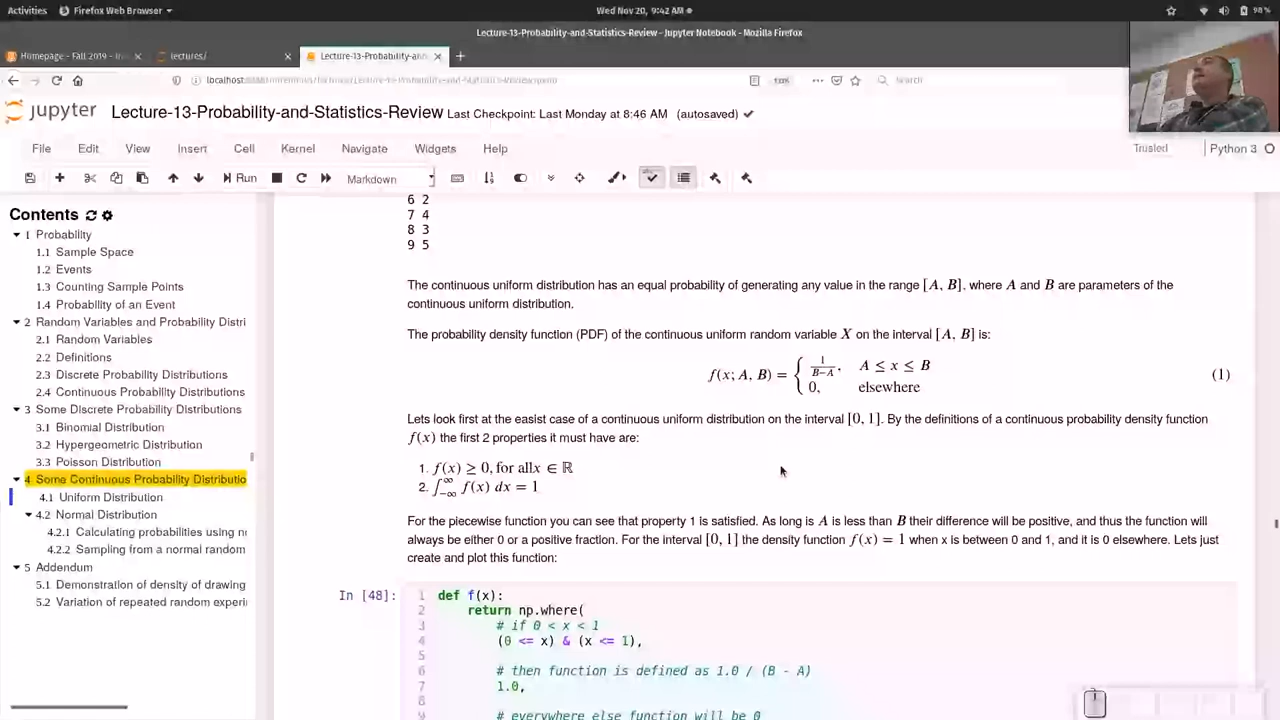 Activities Firefox Web Browser Wed Nov 20, 9:42 AM 98%
Lecture-13-Probability-and-Statistics-Review - Jupyter Notebook - Mozilla Firefox
Homepage - Fall 2019 lectures/ Lecture-13-Probability-an
Search
jupyter Lecture-13-Probability-and-Statistics-Review Last Checkpoint: Last Monday at 8:46 AM (autosaved)
File Edit View Insert Cell Kernel Navigate Widgets Help Trusted Python 3
Run Markdown
Contents
1 Probability
1.1 Sample Space
1.2 Events
1.3 Counting Sample Points
1.4 Probability of an Event
2 Random Variables and Probability Distri
2.1 Random Variables
2.2 Definitions
2.3 Discrete Probability Distributions
2.4 Continuous Probability Distributions
3 Some Discrete Probability Distributions
3.1 Binomial Distribution
3.2 Hypergeometric Distribution
3.3 Poisson Distribution
4 Some Continuous Probability Distributio
4.1 Uniform Distribution
4.2 Normal Distribution
4.2.1 Calculating probabilities using n
4.2.2 Sampling from a normal random
5 Addendum
5.1 Demonstration of density of drawing
5.2 Variation of repeated random experi
6 2
7 4
8 3
9 5
The continuous uniform distribution has an equal probability of generating any value in the range [A, B], where A and B are parameters of the
continuous uniform distribution.
The probability density function (PDF) of the continuous uniform random variable X on the interval [A, B] is:
f(x; A, B) = { 1/(B−A), A ≤ x ≤ B
0, elsewhere (1)
Lets look first at the easist case of a continuous uniform distribution on the interval [0, 1]. By the definitions of a continuous probability density function
f(x) the first 2 properties it must have are:
1. f(x) ≥ 0, for allx ∈ ℝ
2. ∫_{−∞}^{∞} f(x) dx = 1
For the piecewise function you can see that property 1 is satisfied. As long is A is less than B their difference will be positive, and thus the function will
always be either 0 or a positive fraction. For the interval [0, 1] the density function f(x) = 1 when x is between 0 and 1, and it is 0 elsewhere. Lets just
create and plot this function:
In [48]: 1 def f(x):
2 return np.where(
3 # if 0 < x < 1
4 (0 <= x) & (x <= 1),
5
6 # then function is defined as 1.0 / (B - A)
7 1.0,
8
9 # everywhere else function will be 0